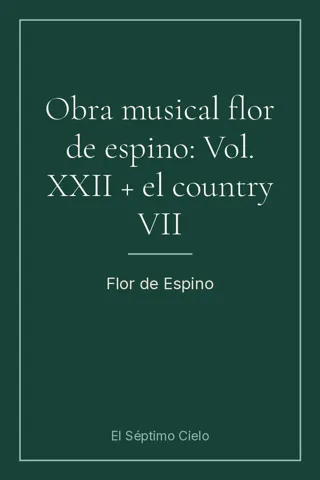 Obra musical flor
de espino: Vol.
XXII + el country
VII
Flor de Espino
El Séptimo Cielo